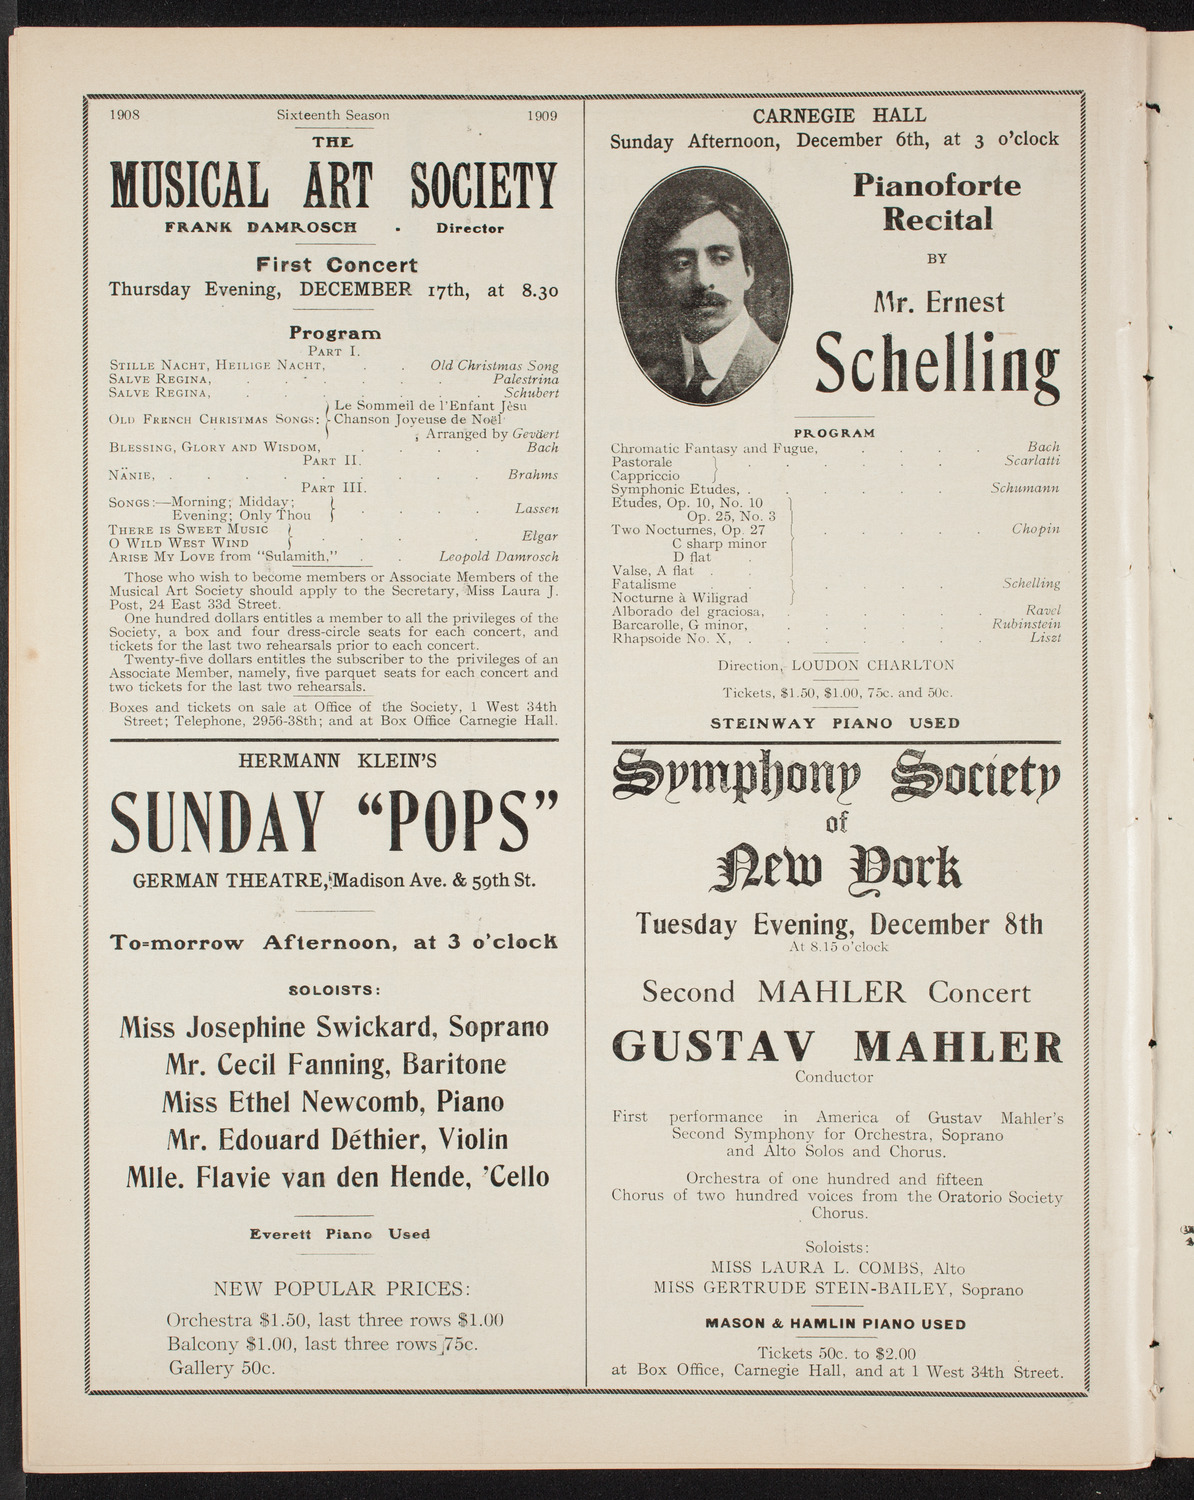 1908 Sixteenth Season 1909
THE
MUSICAL ART SOCIETY
FRANK DAMROSCH . Director
First Concert
Thursday Evening, DECEMBER 17th, at 8.30
Program
PART I.
STILLE NACHT, HEILIGE NACHT, . . Old Christmas Song
SALVE REGINA, . . . . . . Palestrina
SALVE REGINA, . . . . . . Schubert
Le Sommeil de l'Enfant Jèsu
OLD FRENCH CHRISTMAS SONGS: Chanson Joyeuse de Noël
, Arranged by Geväert
BLESSING, GLORY AND WISDOM, . . . . Bach
PART II.
NÄNIE, . . . . . . . . Brahms
PART III.
SONGS:—Morning; Midday;
Evening; Only Thou } . . . Lassen
THERE IS SWEET MUSIC
O WILD WEST WIND } . . . . Elgar
ARISE MY LOVE from "Sulamith," . . Leopold Damrosch
Those who wish to become members or Associate Members of the
Musical Art Society should apply to the Secretary, Miss Laura J.
Post, 24 East 33d Street.
One hundred dollars entitles a member to all the privileges of the
Society, a box and four dress-circle seats for each concert, and
tickets for the last two rehearsals prior to each concert.
Twenty-five dollars entitles the subscriber to the privileges of an
Associate Member, namely, five parquet seats for each concert and
two tickets for the last two rehearsals.
Boxes and tickets on sale at Office of the Society, 1 West 34th
Street; Telephone, 2956-38th; and at Box Office Carnegie Hall.
HERMANN KLEIN'S
SUNDAY "POPS"
GERMAN THEATRE, Madison Ave. & 59th St.
To=morrow Afternoon, at 3 o'clock
SOLOISTS:
Miss Josephine Swickard, Soprano
Mr. Cecil Fanning, Baritone
Miss Ethel Newcomb, Piano
Mr. Edouard Déthier, Violin
Mlle. Flavie van den Hende, 'Cello
Everett Piano Used
NEW POPULAR PRICES:
Orchestra $1.50, last three rows $1.00
Balcony $1.00, last three rows 75c.
Gallery 50c.
CARNEGIE HALL
Sunday Afternoon, December 6th, at 3 o'clock
Pianoforte
Recital
BY
Mr. Ernest
Schelling
PROGRAM
Chromatic Fantasy and Fugue, . . . . Bach
Pastorale } . . . . . Scarlatti
Cappriccio
Symphonic Etudes, . . . . . . Schumann
Etudes, Op. 10, No. 10
Op. 25, No. 3
Two Nocturnes, Op. 27 . . . . Chopin
C sharp minor
D flat .
Valse, A flat . .
Fatalisme } . . . . Schelling
Nocturne à Wiligrad
Alborado del graciosa, . . . . . Ravel
Barcarolle, G minor, . . . . . Rubinstein
Rhapsoide No. X, . . . . . . Liszt
Direction, LOUDON CHARLTON
Tickets, $1.50, $1.00, 75c. and 50c.
STEINWAY PIANO USED
Symphony Society
of
New York
Tuesday Evening, December 8th
At 8.15 o'clock
Second MAHLER Concert
GUSTAV MAHLER
Conductor
First performance in America of Gustav Mahler's
Second Symphony for Orchestra, Soprano
and Alto Solos and Chorus.
Orchestra of one hundred and fifteen
Chorus of two hundred voices from the Oratorio Society
Chorus.
Soloists:
MISS LAURA L. COMBS, Alto
MISS GERTRUDE STEIN-BAILEY, Soprano
MASON & HAMLIN PIANO USED
Tickets 50c. to $2.00
at Box Office, Carnegie Hall, and at 1 West 34th Street.